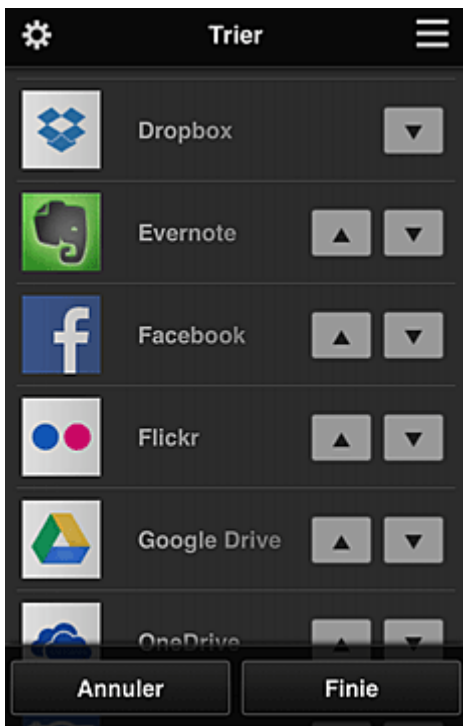 Trier
Dropbox
▼
Evernote
▲ ▼
Facebook
▲ ▼
Flickr
▲ ▼
Google Drive
▲ ▼
OneDrive
▲ ▼
Annuler
Finie